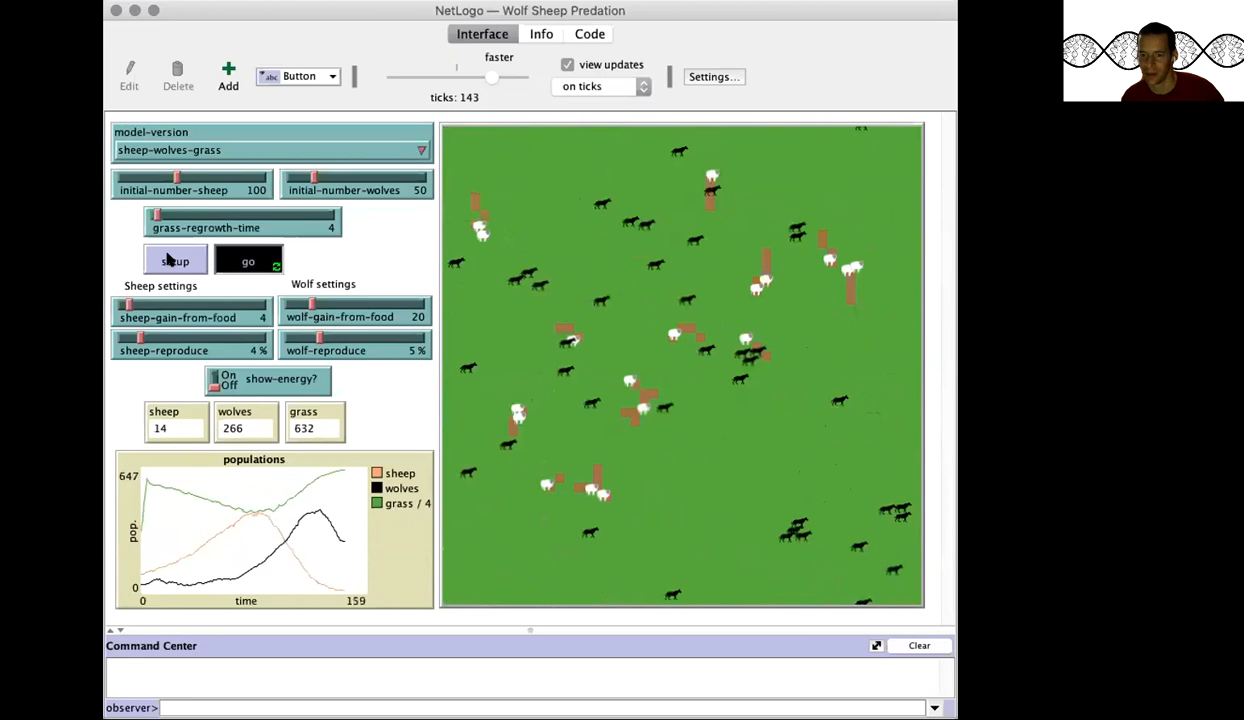 NetLogo — Wolf Sheep Predation
Interface Info Code
Edit Delete Add abc Button
faster
ticks: 143
view updates
on ticks
Settings...
model-version
sheep-wolves-grass
initial-number-sheep 100
initial-number-wolves 50
grass-regrowth-time 4
setup go
Sheep settings Wolf settings
sheep-gain-from-food 4
wolf-gain-from-food 20
sheep-reproduce 4 %
wolf-reproduce 5 %
On
Off
show-energy?
sheep wolves grass
14 266 632
populations
647
pop.
0
0 time 159
sheep
wolves
grass / 4
Command Center
Clear
observer>